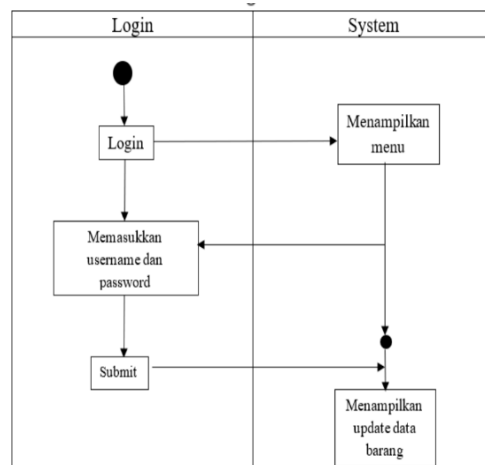 Login
System
Login
Menampilkan
menu
Memasukkan
username dan
password
Submit
Menampilkan
update data
barang